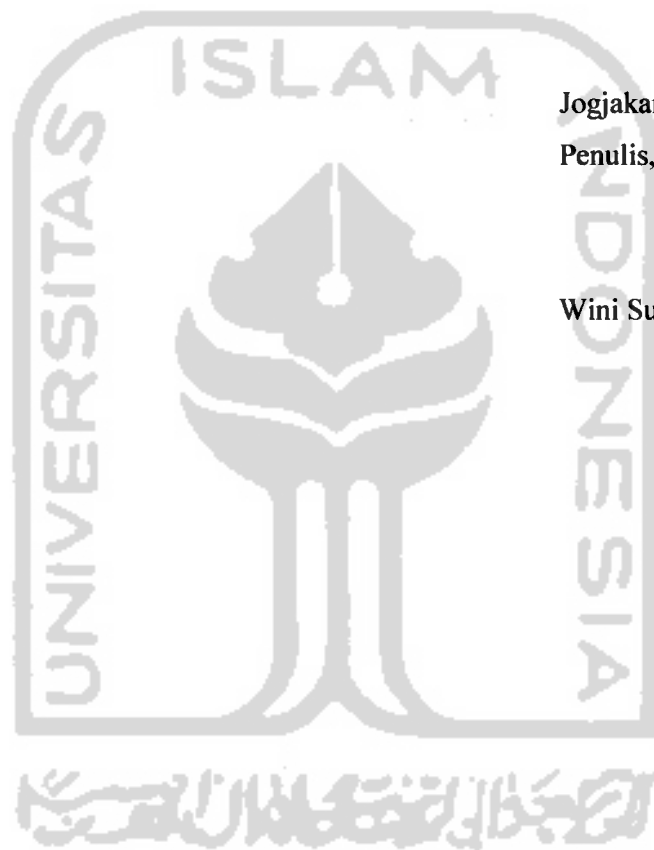 UNIVERSITAS
ISLAM
INDONESIA
Jogjakar
Penulis,
Wini Su